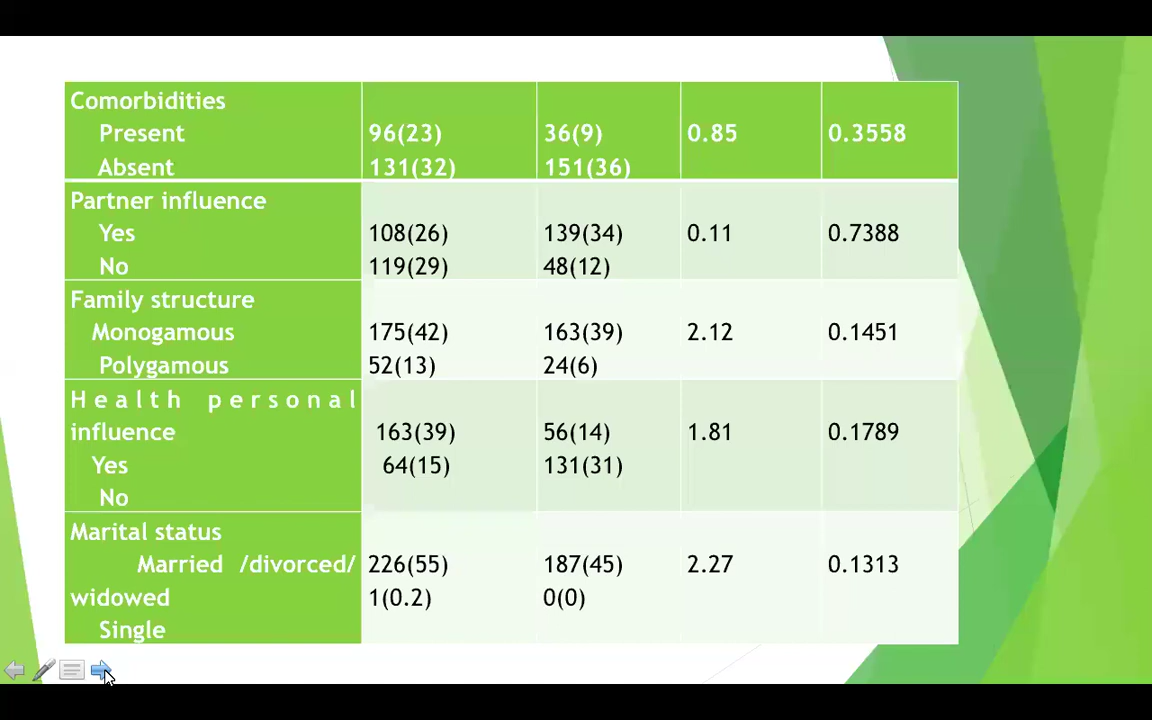 Comorbidities
Present 96(23) 36(9) 0.85 0.3558
Absent 131(32) 151(36)
Partner influence
Yes 108(26) 139(34) 0.11 0.7388
No 119(29) 48(12)
Family structure
Monogamous 175(42) 163(39) 2.12 0.1451
Polygamous 52(13) 24(6)
Health personal
influence 163(39) 56(14) 1.81 0.1789
Yes 64(15) 131(31)
No
Marital status
Married /divorced/ 226(55) 187(45) 2.27 0.1313
widowed 1(0.2) 0(0)
Single